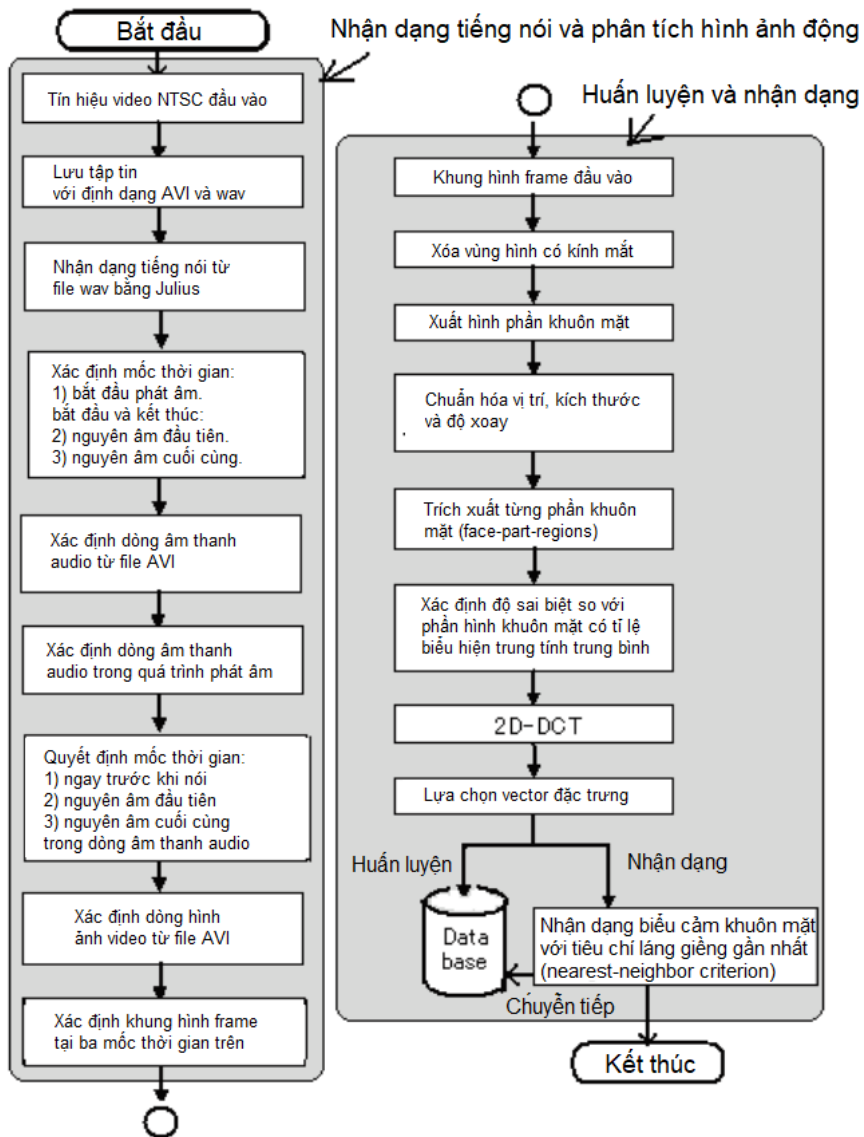 Bắt đầu
Nhận dạng tiếng nói và phân tích hình ảnh động
Tín hiệu video NTSC đầu vào
Lưu tập tin
với định dạng AVI và wav
Nhận dạng tiếng nói từ
file wav bằng Julius
Xác định mốc thời gian:
1) bắt đầu phát âm.
bắt đầu và kết thúc:
2) nguyên âm đầu tiên.
3) nguyên âm cuối cùng.
Xác định dòng âm thanh
audio từ file AVI
Xác định dòng âm thanh
audio trong quá trình phát âm
Quyết định mốc thời gian:
1) ngay trước khi nói
2) nguyên âm đầu tiên
3) nguyên âm cuối cùng
trong dòng âm thanh audio
Xác định dòng hình
ảnh video từ file AVI
Xác định khung hình frame
tại ba mốc thời gian trên
Huấn luyện và nhận dạng
Khung hình frame đầu vào
Xóa vùng hình có kính mắt
Xuất hình phần khuôn mặt
Chuẩn hóa vị trí, kích thước
và độ xoay
Trích xuất từng phần khuôn
mặt (face-part-regions)
Xác định độ sai biệt so với
phần hình khuôn mặt có tỉ lệ
biểu hiện trung tính trung bình
2D-DCT
Lựa chọn vector đặc trưng
Huấn luyện
Nhận dạng
Data
base
Nhận dạng biểu cảm khuôn mặt
với tiêu chí láng giềng gần nhất
(nearest-neighbor criterion)
Chuyển tiếp
Kết thúc